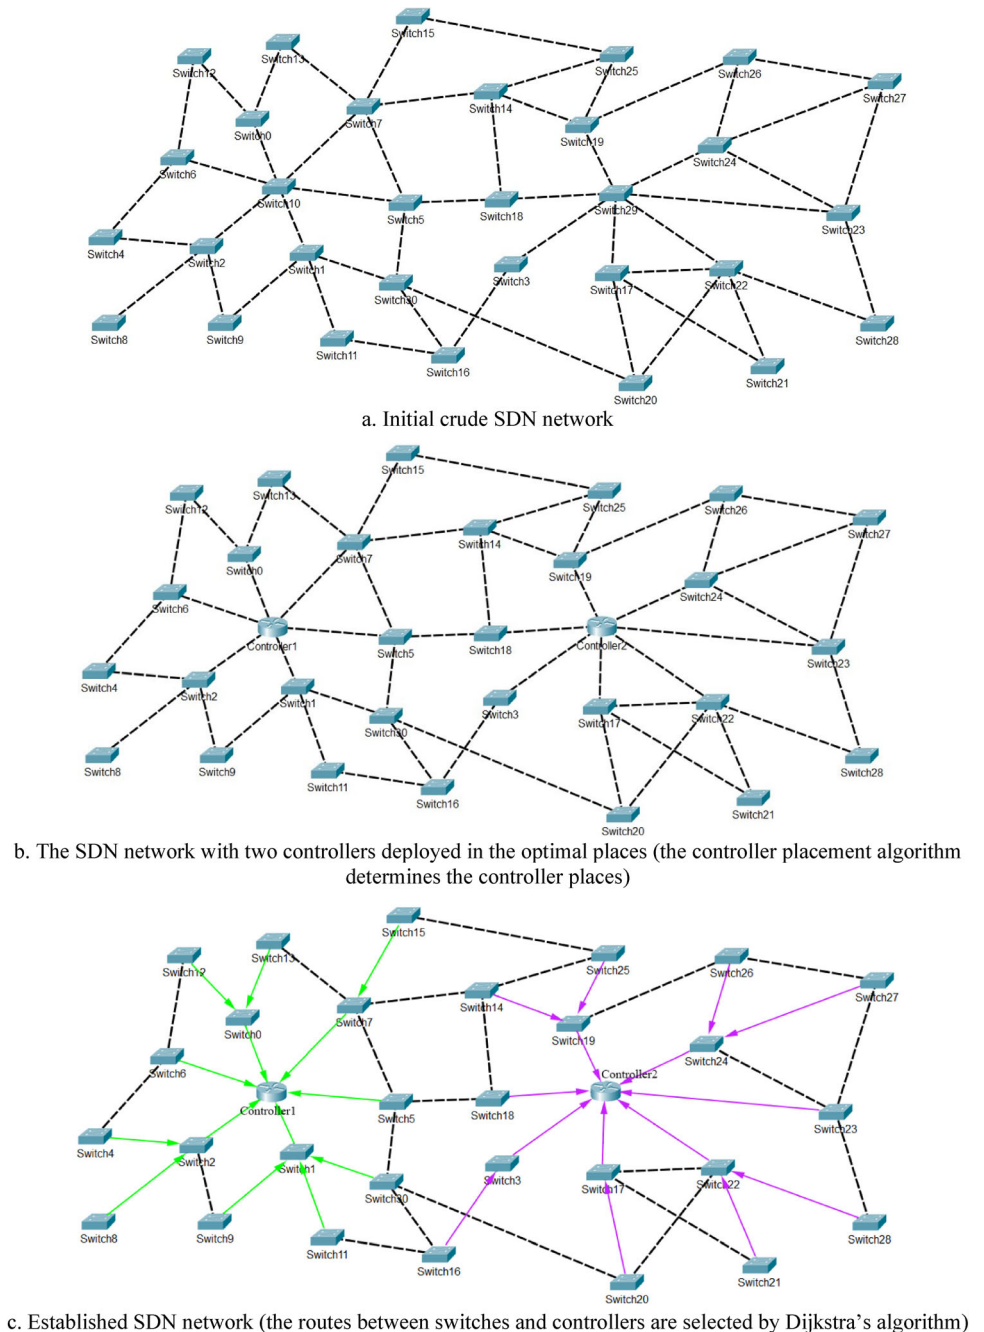 Switch15
Switch13
Switch12
Switch25
Switch26
Switch27
Switch14
Switch7
Switch0
Switch19
Switch24
Switch6
Switch10
Switch5
Switch18
Switch29
Switch23
Switch4
Switch2
Switch1
Switch30
Switch3
Switch17
Switch22
Switch8
Switch9
Switch11
Switch16
Switch28
Switch21
Switch20
a. Initial crude SDN network
Switch15
Switch13
Switch12
Switch25
Switch26
Switch27
Switch14
Switch7
Switch0
Switch19
Switch24
Switch6
Controller1
Switch5
Switch18
Controller2
Switch23
Switch4
Switch2
Switch1
Switch30
Switch3
Switch17
Switch22
Switch8
Switch9
Switch11
Switch16
Switch28
Switch21
Switch20
b. The SDN network with two controllers deployed in the optimal places (the controller placement algorithm
determines the controller places)
Switch15
Switch13
Switch12
Switch25
Switch26
Switch27
Switch14
Switch7
Switch0
Switch19
Switch24
Switch6
Controller2
Controller1
Switch5
Switch18
Switch23
Switch4
Switch2
Switch1
Switch30
Switch3
Switch17
Switch22
Switch8
Switch9
Switch11
Switch16
Switch28
Switch21
Switch20
c. Established SDN network (the routes between switches and controllers are selected by Dijkstra's algorithm)